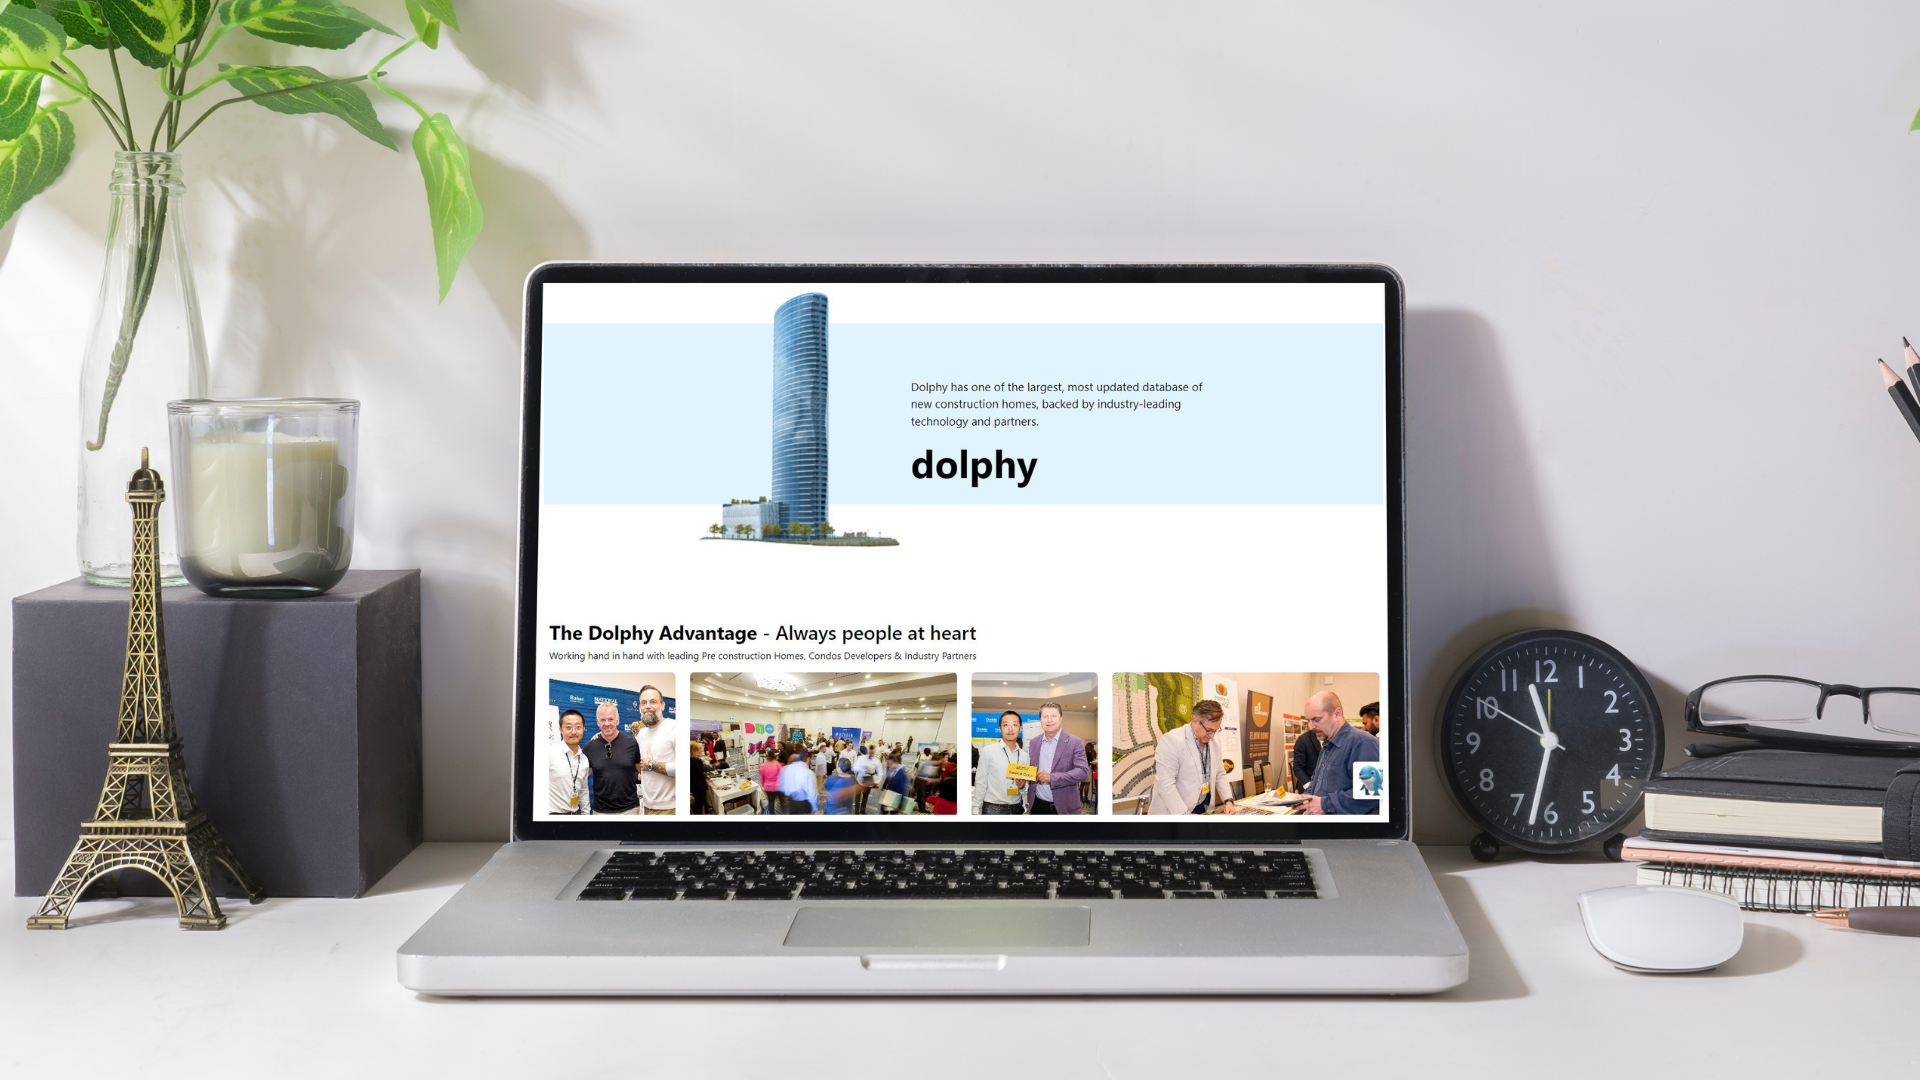 Dolphy has one of the largest, most updated database of
new construction homes, backed by industry-leading
technology and partners.
dolphy
The Dolphy Advantage - Always people at heart
Working hand in hand with leading Pre construction Homes, Condos Developers & Industry Partners
12
1
2
3
4
5
6
7
8
9
10
11